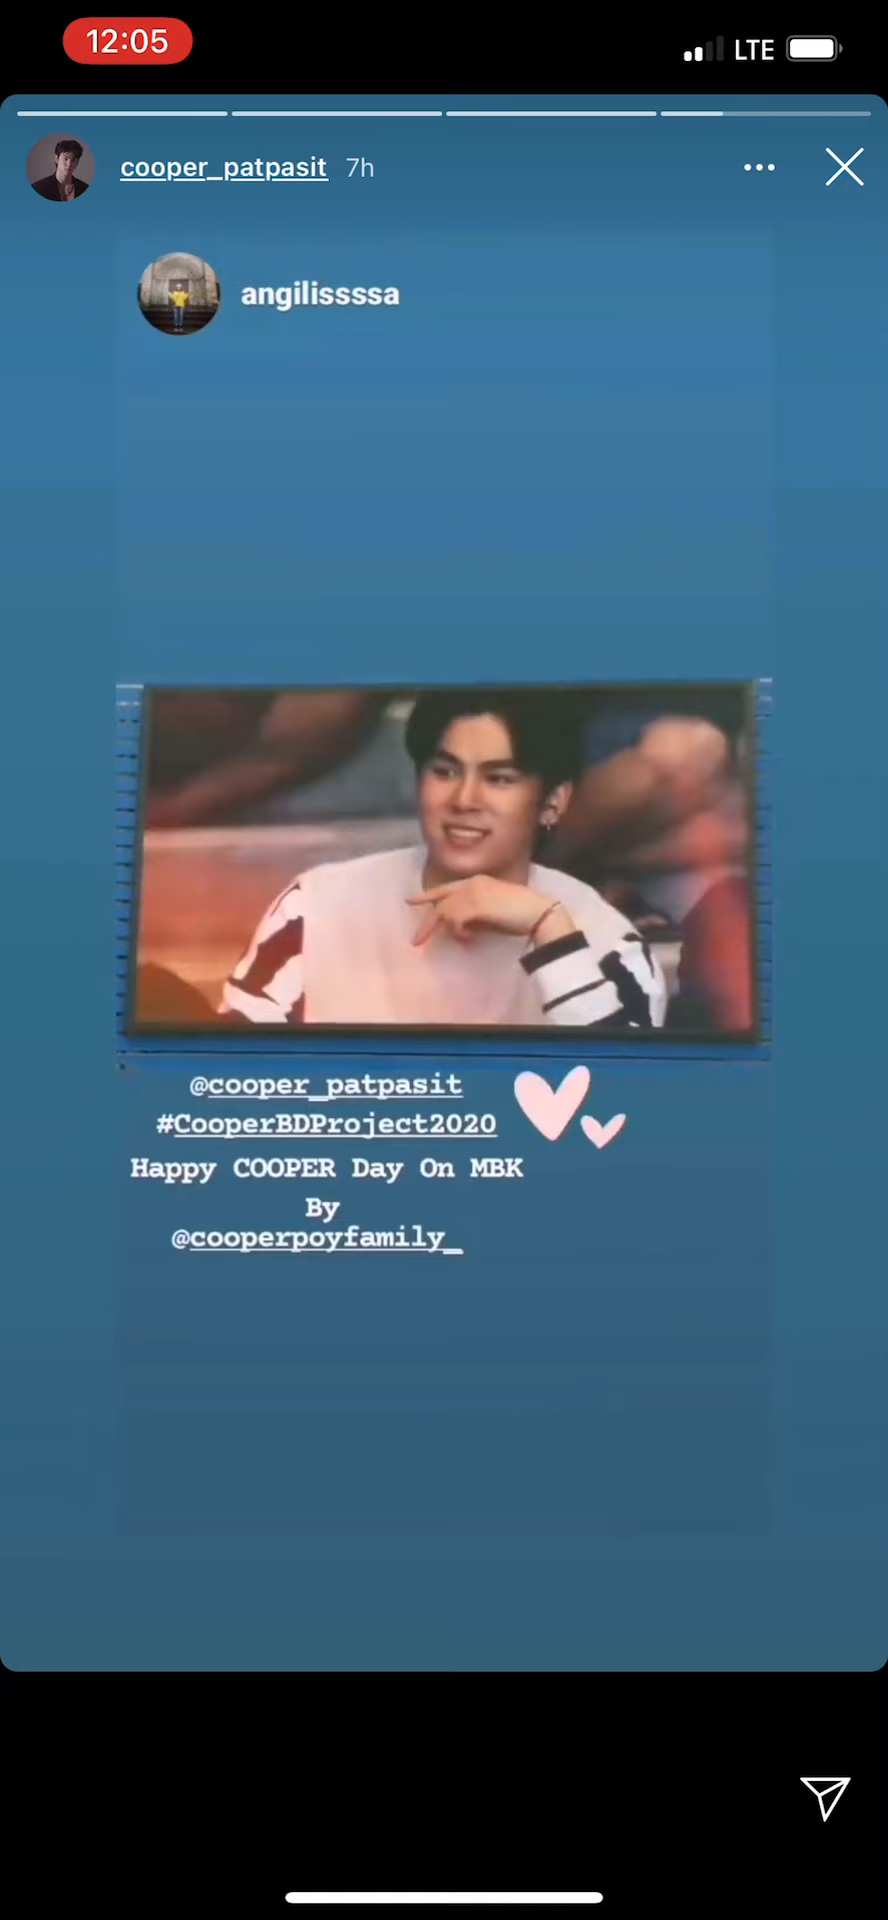 12:05
LTE
cooper_patpasit 7h
angilissssa
@cooper_patpasit
#CooperBDProject2020
Happy COOPER Day On MBK
By
@cooperpoyfamily_